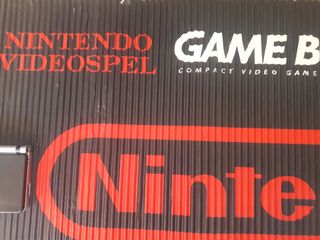 NINTENDO
VIDEOSPEL
GAME B
COMPACT VIDEO GAME
Ninte